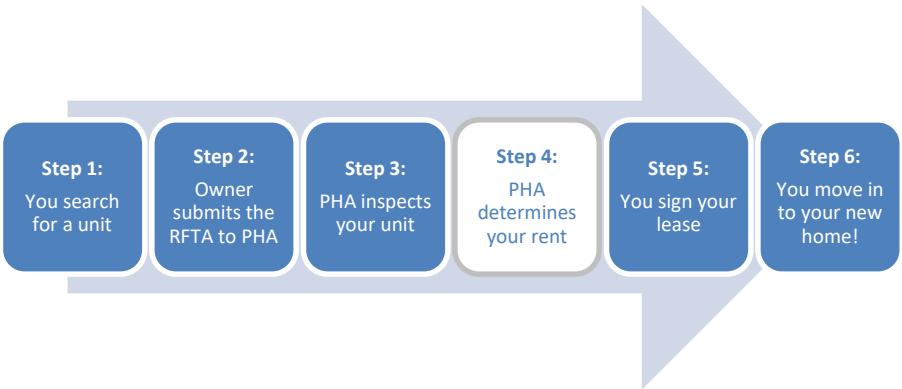 Step 1:
You search
for a unit
Step 2:
Owner
submits the
RFTA to PHA
Step 3:
PHA inspects
your unit
Step 4:
PHA
determines
your rent
Step 5:
You sign your
lease
Step 6:
You move in
to your new
home!